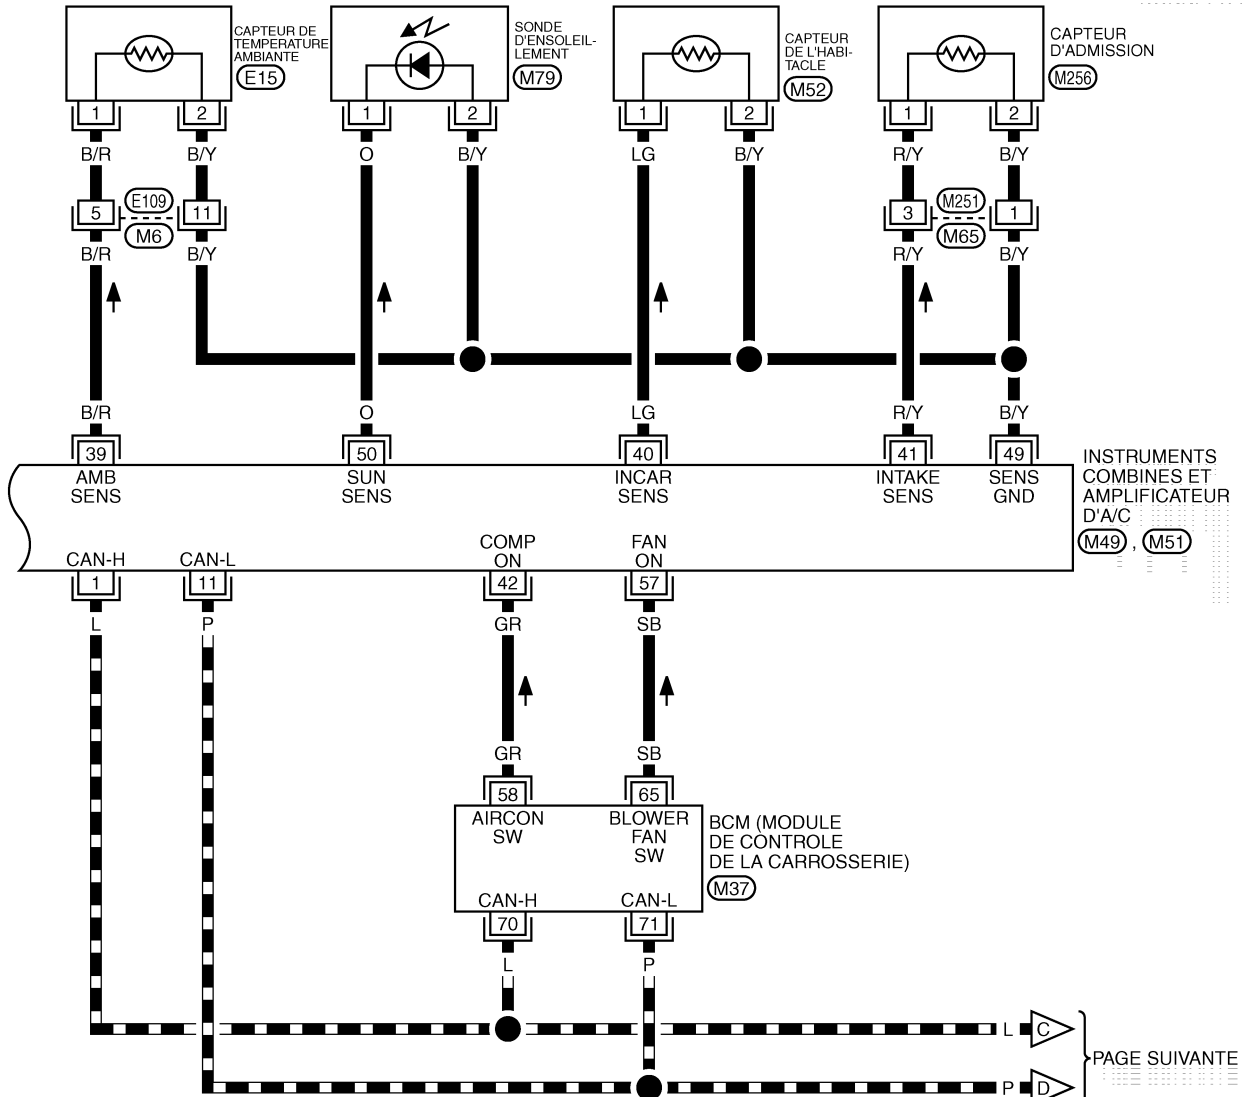 CAPTEUR DE
TEMPERATURE
AMBIANTE
E15
SONDE
D'ENSOLEIL-
LEMENT
M79
CAPTEUR
DE L'HABI-
TACLE
M52
CAPTEUR
D'ADMISSION
M256
1 2 1 2 1 2 1 2
B/R B/Y O B/Y LG B/Y R/Y B/Y
5 E109 11 3 M251 1
M6 M65
B/R B/Y R/Y B/Y
B/R O LG R/Y B/Y
39 50 40 41 49
AMB
SENS
SUN
SENS
INCAR
SENS
INTAKE
SENS
SENS
GND
INSTRUMENTS
COMBINES ET
AMPLIFICATEUR
D'A/C
M49 , M51
CAN-H CAN-L
COMP
ON
FAN
ON
1 11 42 57
L P GR SB
GR SB
58 65
AIRCON
SW
BLOWER
FAN
SW
BCM (MODULE
DE CONTROLE
DE LA CARROSSERIE)
M37
CAN-H CAN-L
70 71
L P
L C
PAGE SUIVANTE
P D